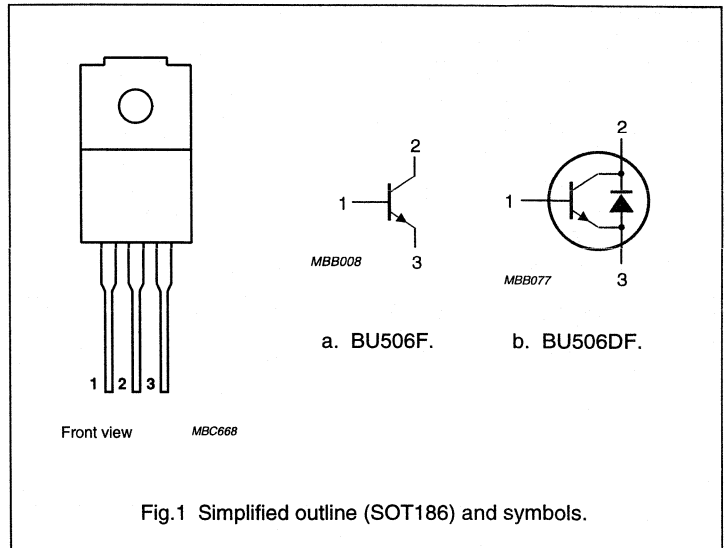 2
2
1
1
MBB008
3
MBB077
3
a. BU506F.
b. BU506DF.
1 2 3
Front view
MBC668
Fig.1 Simplified outline (SOT186) and symbols.